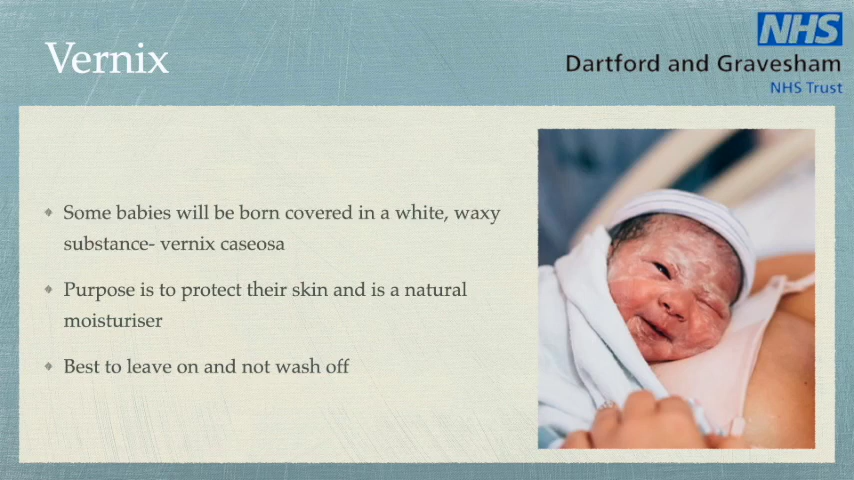 Vernix
NHS
Dartford and Gravesham
NHS Trust
Some babies will be born covered in a white, waxy
substance- vernix caseosa
Purpose is to protect their skin and is a natural
moisturiser
Best to leave on and not wash off